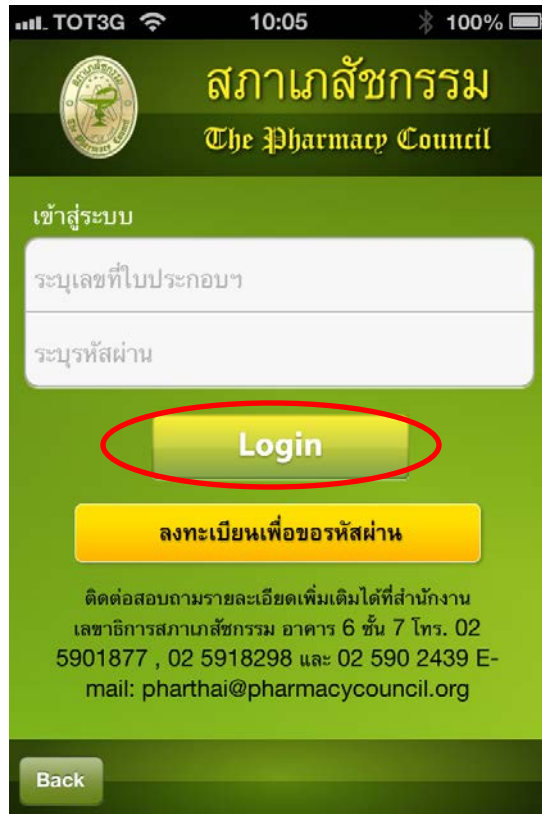 TOT3G 10:05 100%
สภาเภสัชกรรม
The Pharmacy Council
เข้าสู่ระบบ
ระบุเลขที่ใบประกอบฯ
ระบุรหัสผ่าน
Login
ลงทะเบียนเพื่อขอรหัสผ่าน
ติดต่อสอบถามรายละเอียดเพิ่มเติมได้ที่สำนักงาน
เลขาธิการสภาเภสัชกรรม อาคาร 6 ชั้น 7 โทร. 02
5901877 , 02 5918298 และ 02 590 2439 E-
mail: pharthai@pharmacycouncil.org
Back